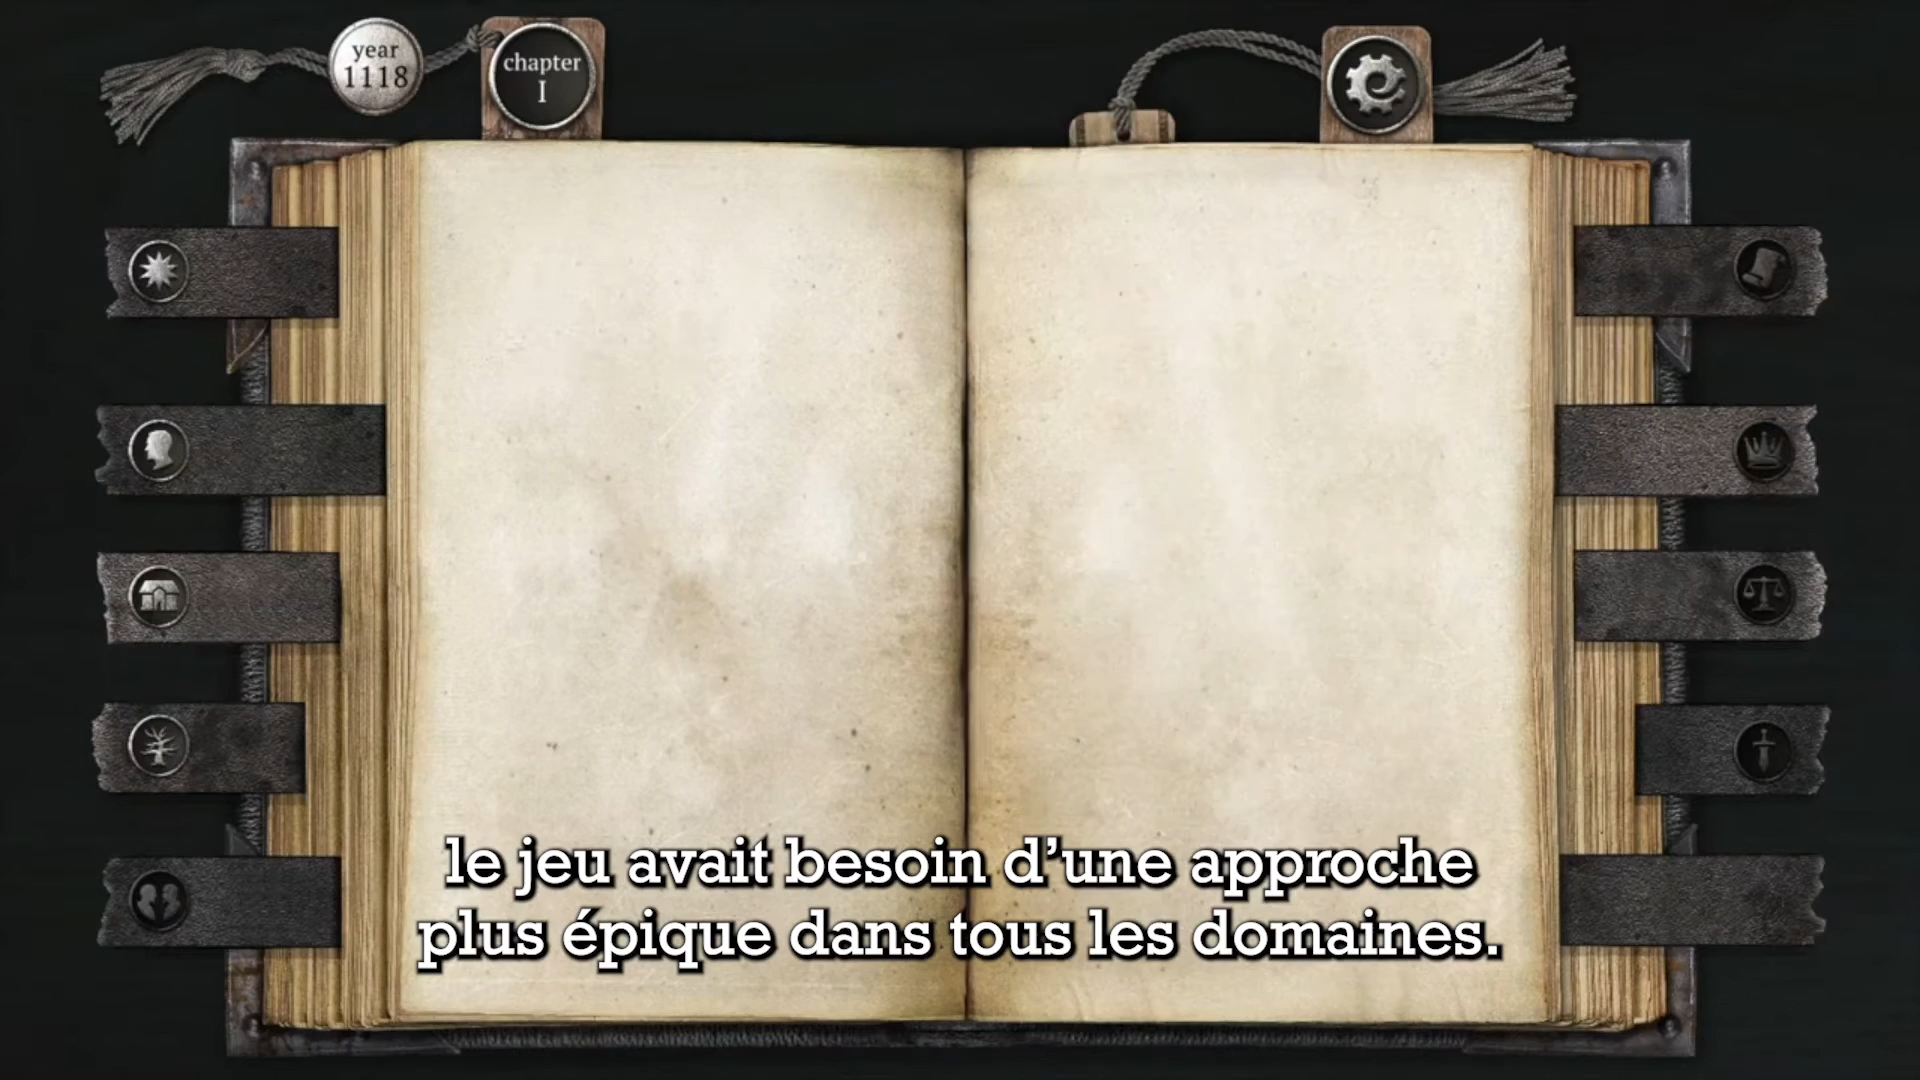 year
1118
chapter
I
le jeu avait besoin d’une approche
plus épique dans tous les domaines.